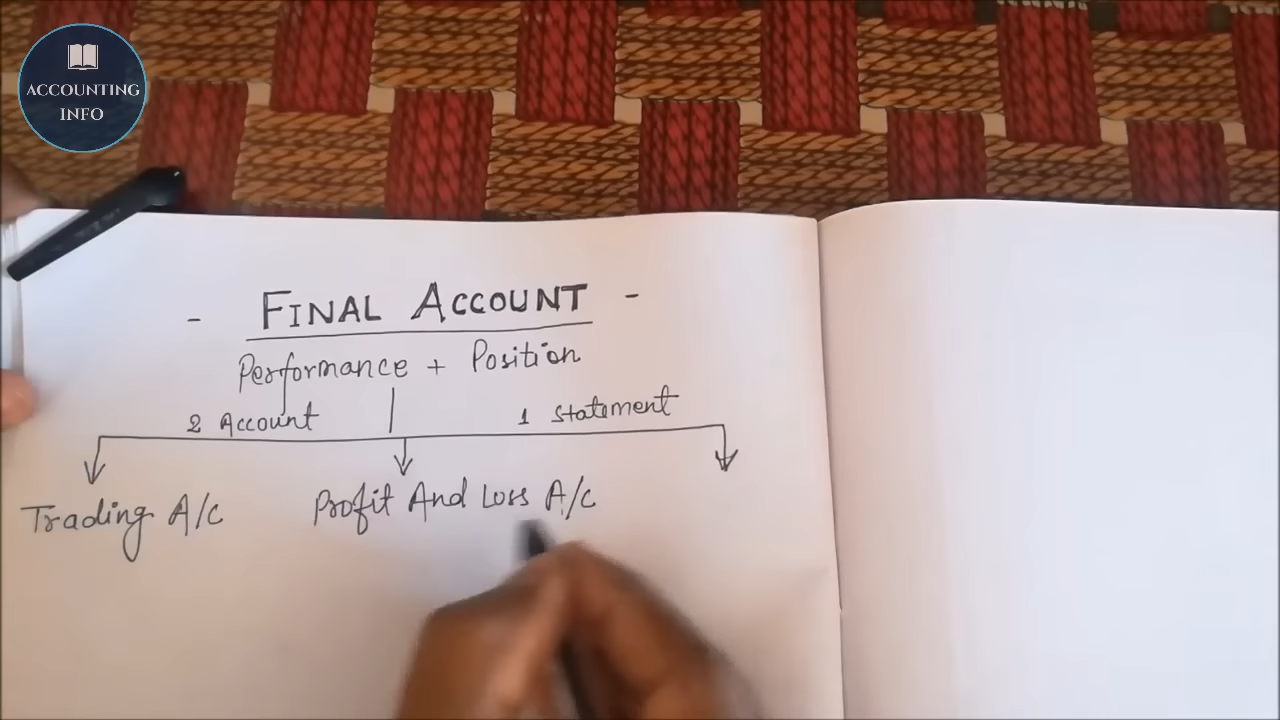 ACCOUNTING
INFO
- FINAL ACCOUNT -
Performance + Position
2 Account 1 Statement
Trading A/c Profit And Loss A/c